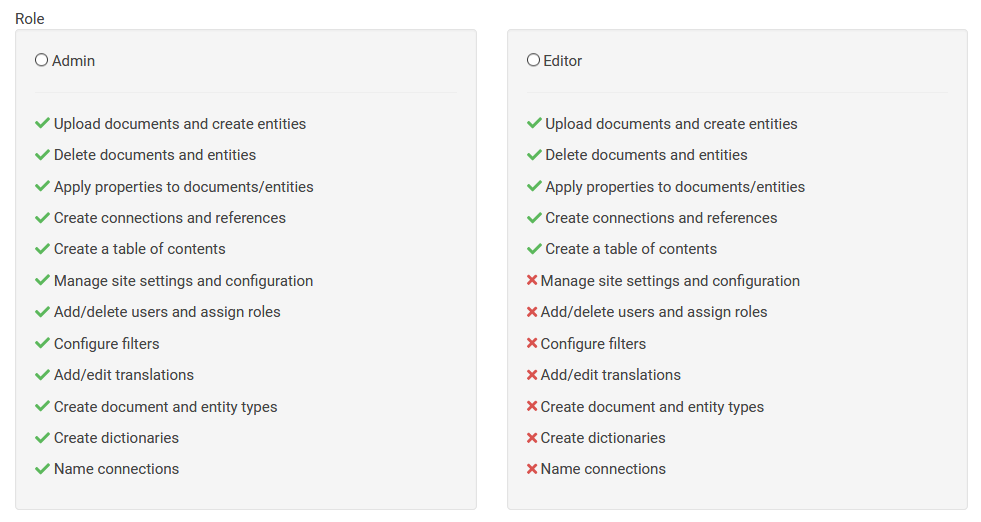 Role
Admin
Upload documents and create entities
Delete documents and entities
Apply properties to documents/entities
Create connections and references
Create a table of contents
Manage site settings and configuration
Add/delete users and assign roles
Configure filters
Add/edit translations
Create document and entity types
Create dictionaries
Name connections
Editor
Upload documents and create entities
Delete documents and entities
Apply properties to documents/entities
Create connections and references
Create a table of contents
Manage site settings and configuration
Add/delete users and assign roles
Configure filters
Add/edit translations
Create document and entity types
Create dictionaries
Name connections